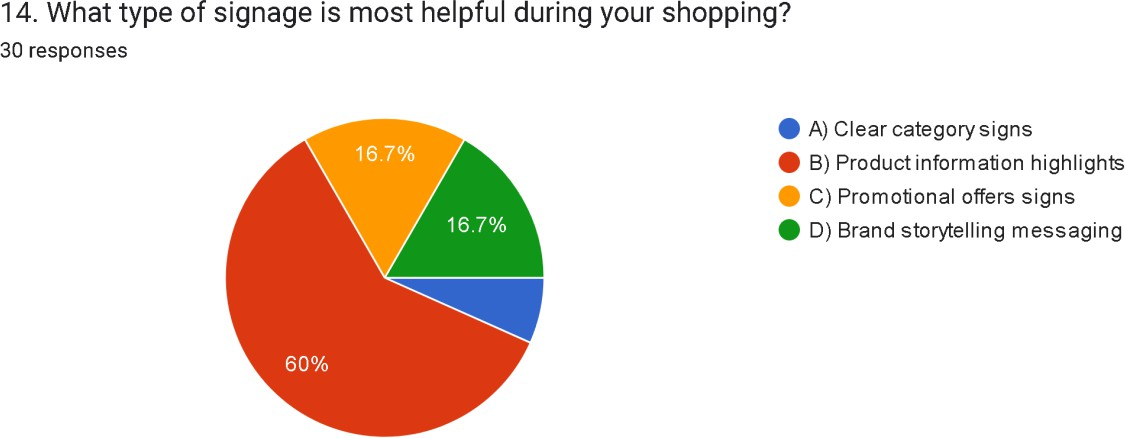 14. What type of signage is most helpful during your shopping?
30 responses
16.7%
16.7%
60%
A) Clear category signs
B) Product information highlights
C) Promotional offers signs
D) Brand storytelling messaging